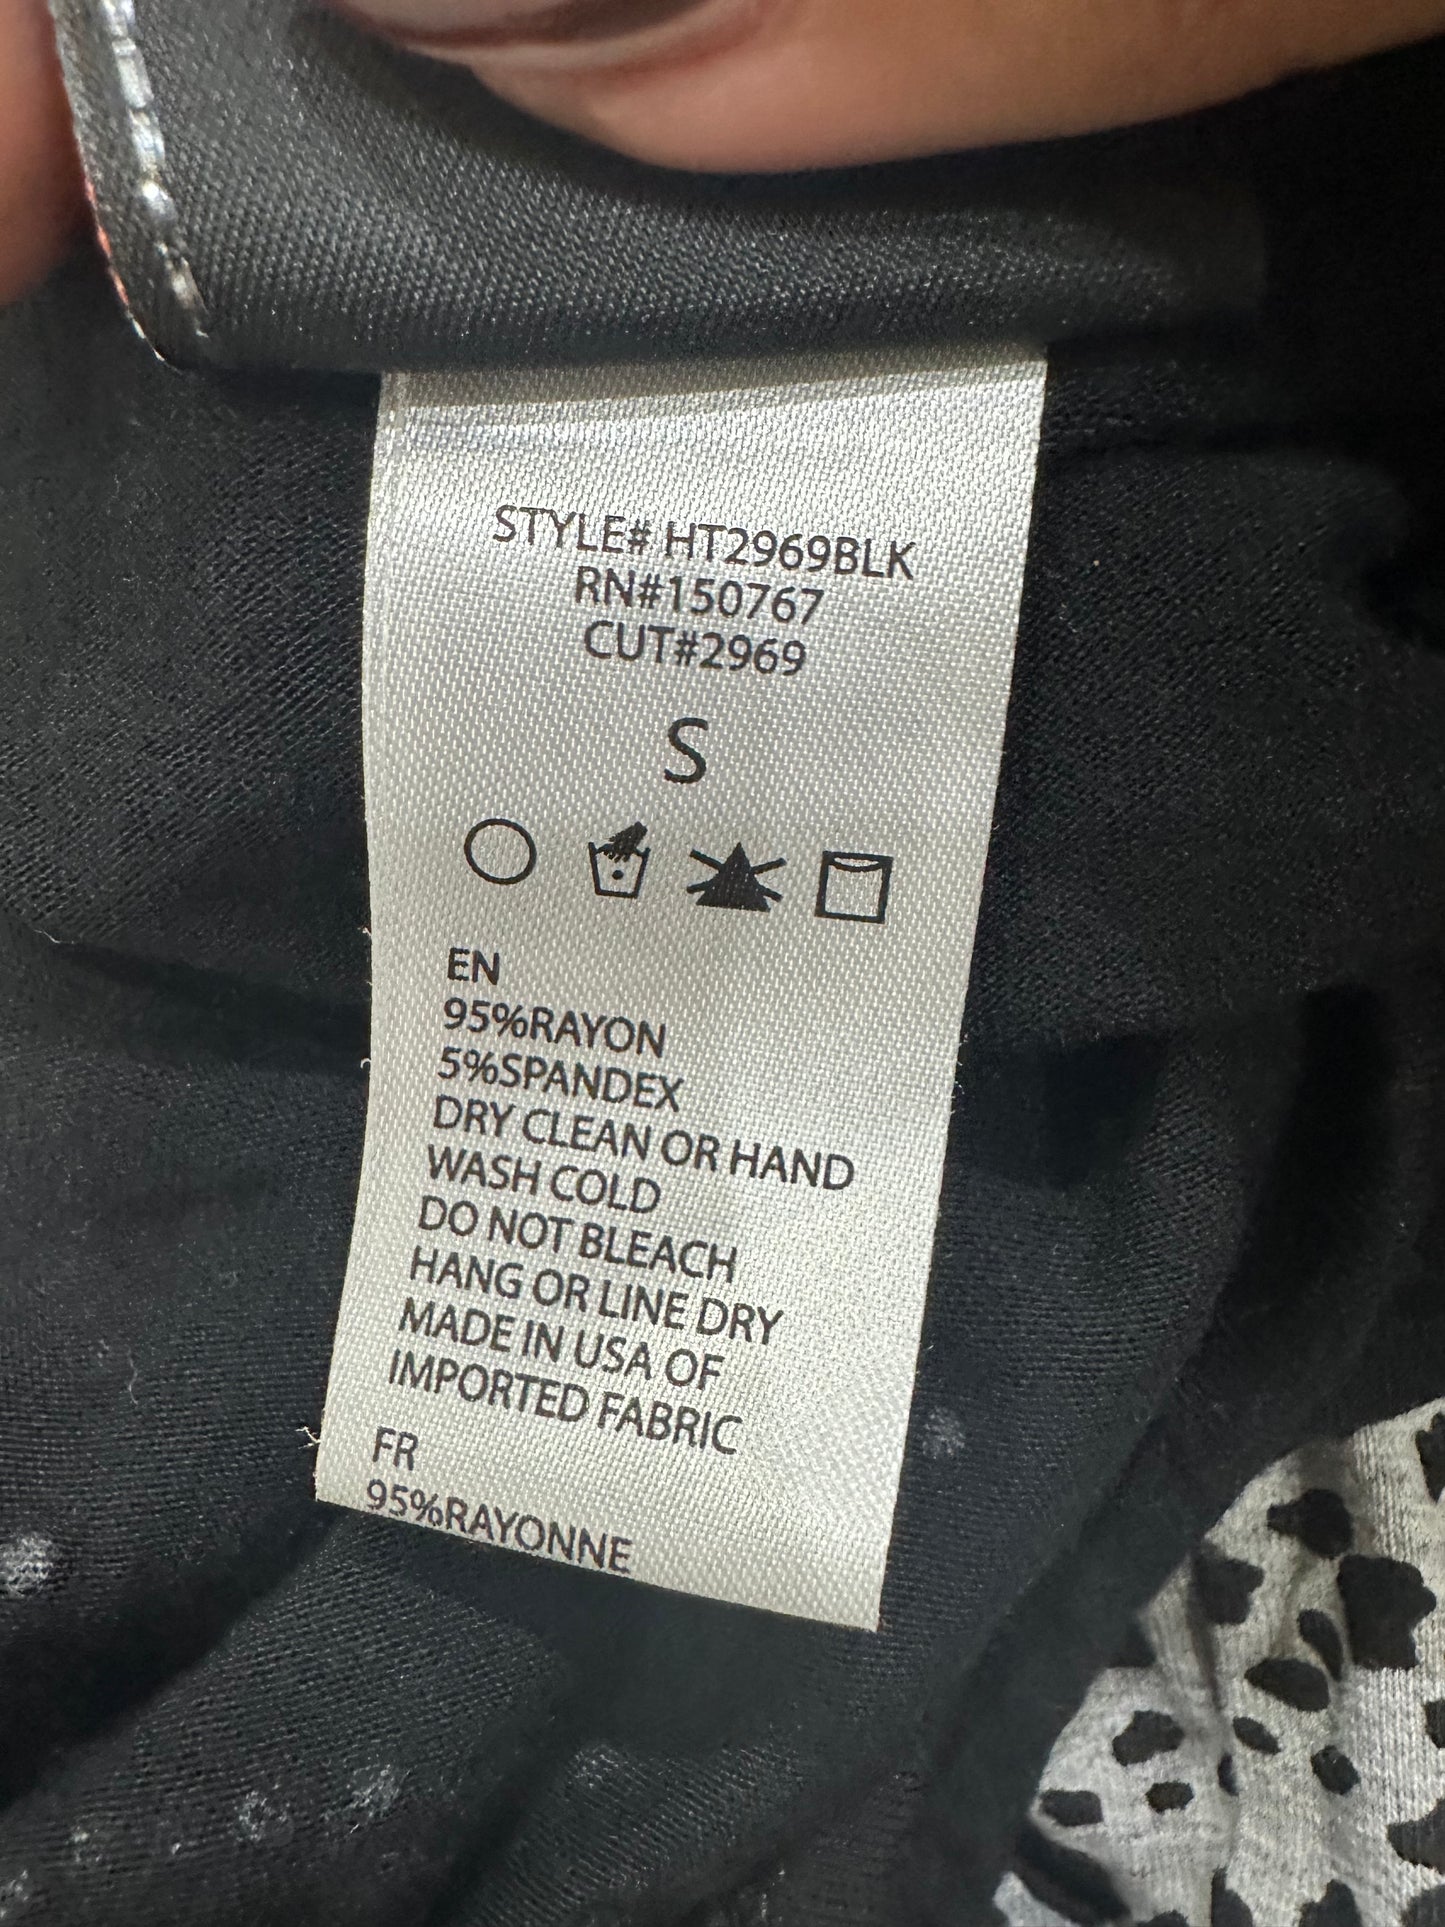 STYLE# HT2969BLK
RN#150767
CUT#2969
S
EN
95%RAYON
5%SPANDEX
DRY CLEAN OR HAND
WASH COLD
DO NOT BLEACH
HANG OR LINE DRY
MADE IN USA OF
IMPORTED FABRIC
FR
95%RAYONNE